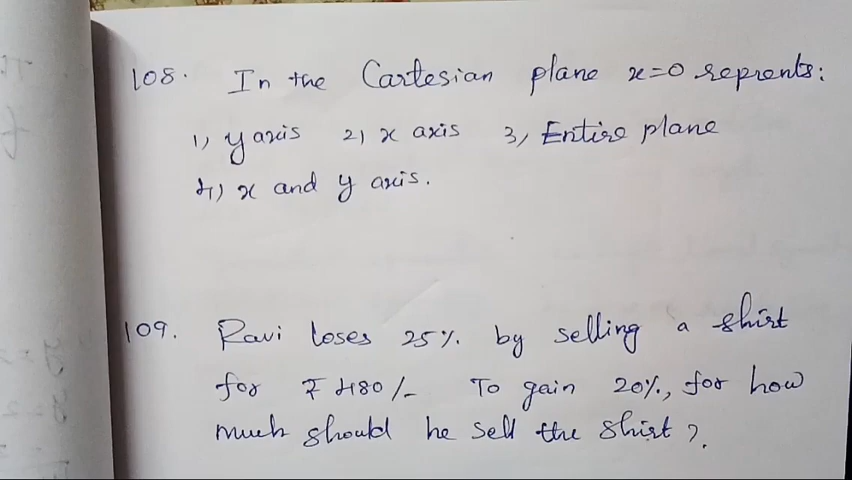 108. In the Cartesian plane x=0 reprents:
1) y axis 2) x axis 3) Entire plane
4) x and y axis.
109. Ravi loses 25%. by selling a shirt
for ₹ 480/- To gain 20%., for how
much should he sell the shirt?